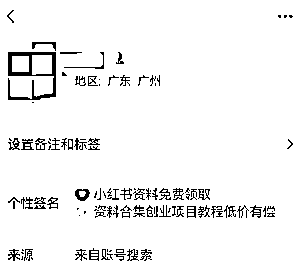 地区: 广东 广州
设置备注和标签
个性签名
小红书资料免费领取
资料合集创业项目教程低价有偿
来源
来自账号搜索